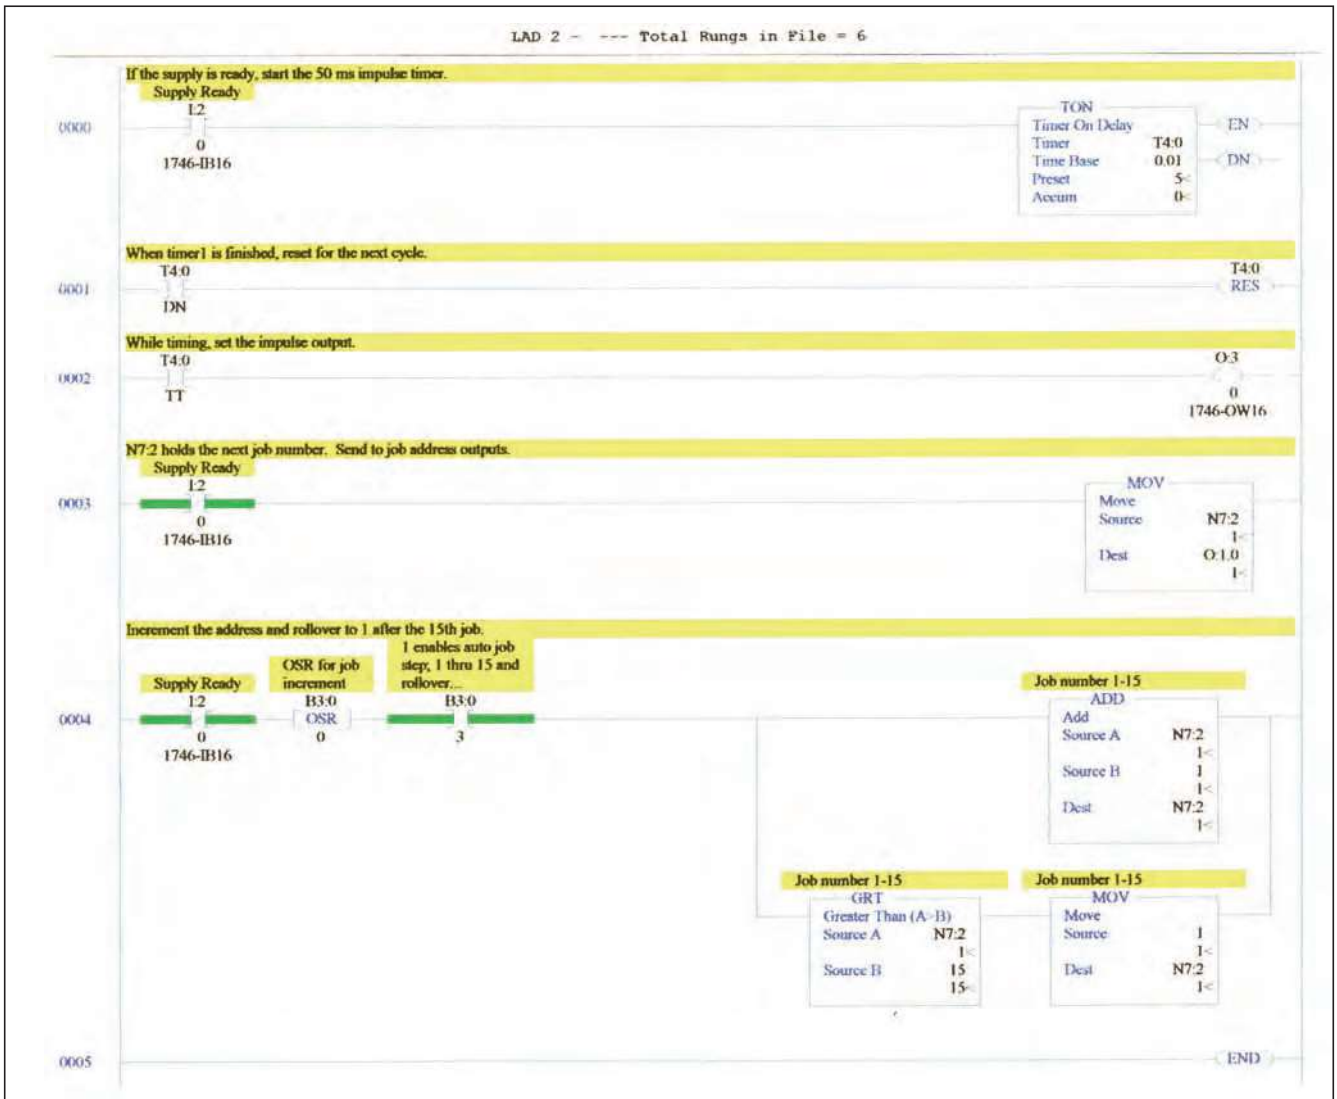 LAD 2 - --- Total Rungs in File = 6
If the supply is ready, start the 50 ms impulse timer.
Supply Ready
I:2
0000
0
1746-IB16
TON
Timer On Delay
Timer T4:0
Time Base 0.01
Preset 5<
Accum 0<
EN
DN
When timer1 is finished, reset for the next cycle.
T4:0
0001
DN
T4:0
RES
While timing, set the impulse output.
T4:0
0002
TT
O:3
0
1746-OW16
N7:2 holds the next job number. Send to job address outputs.
Supply Ready
I:2
0003
0
1746-IB16
MOV
Move
Source N7:2
1<
Dest O:1.0
1<
Increment the address and rollover to 1 after the 15th job.
Supply Ready
I:2
0004
0
1746-IB16
OSR for job
increment
B3:0
OSR
0
1 enables auto job
step; 1 thru 15 and
rollover...
B3:0
3
Job number 1-15
ADD
Add
Source A N7:2
1<
Source B 1
1<
Dest N7:2
1<
Job number 1-15
GRT
Greater Than (A>B)
Source A N7:2
1<
Source B 15
15<
Job number 1-15
MOV
Move
Source 1
1<
Dest N7:2
1<
0005
END